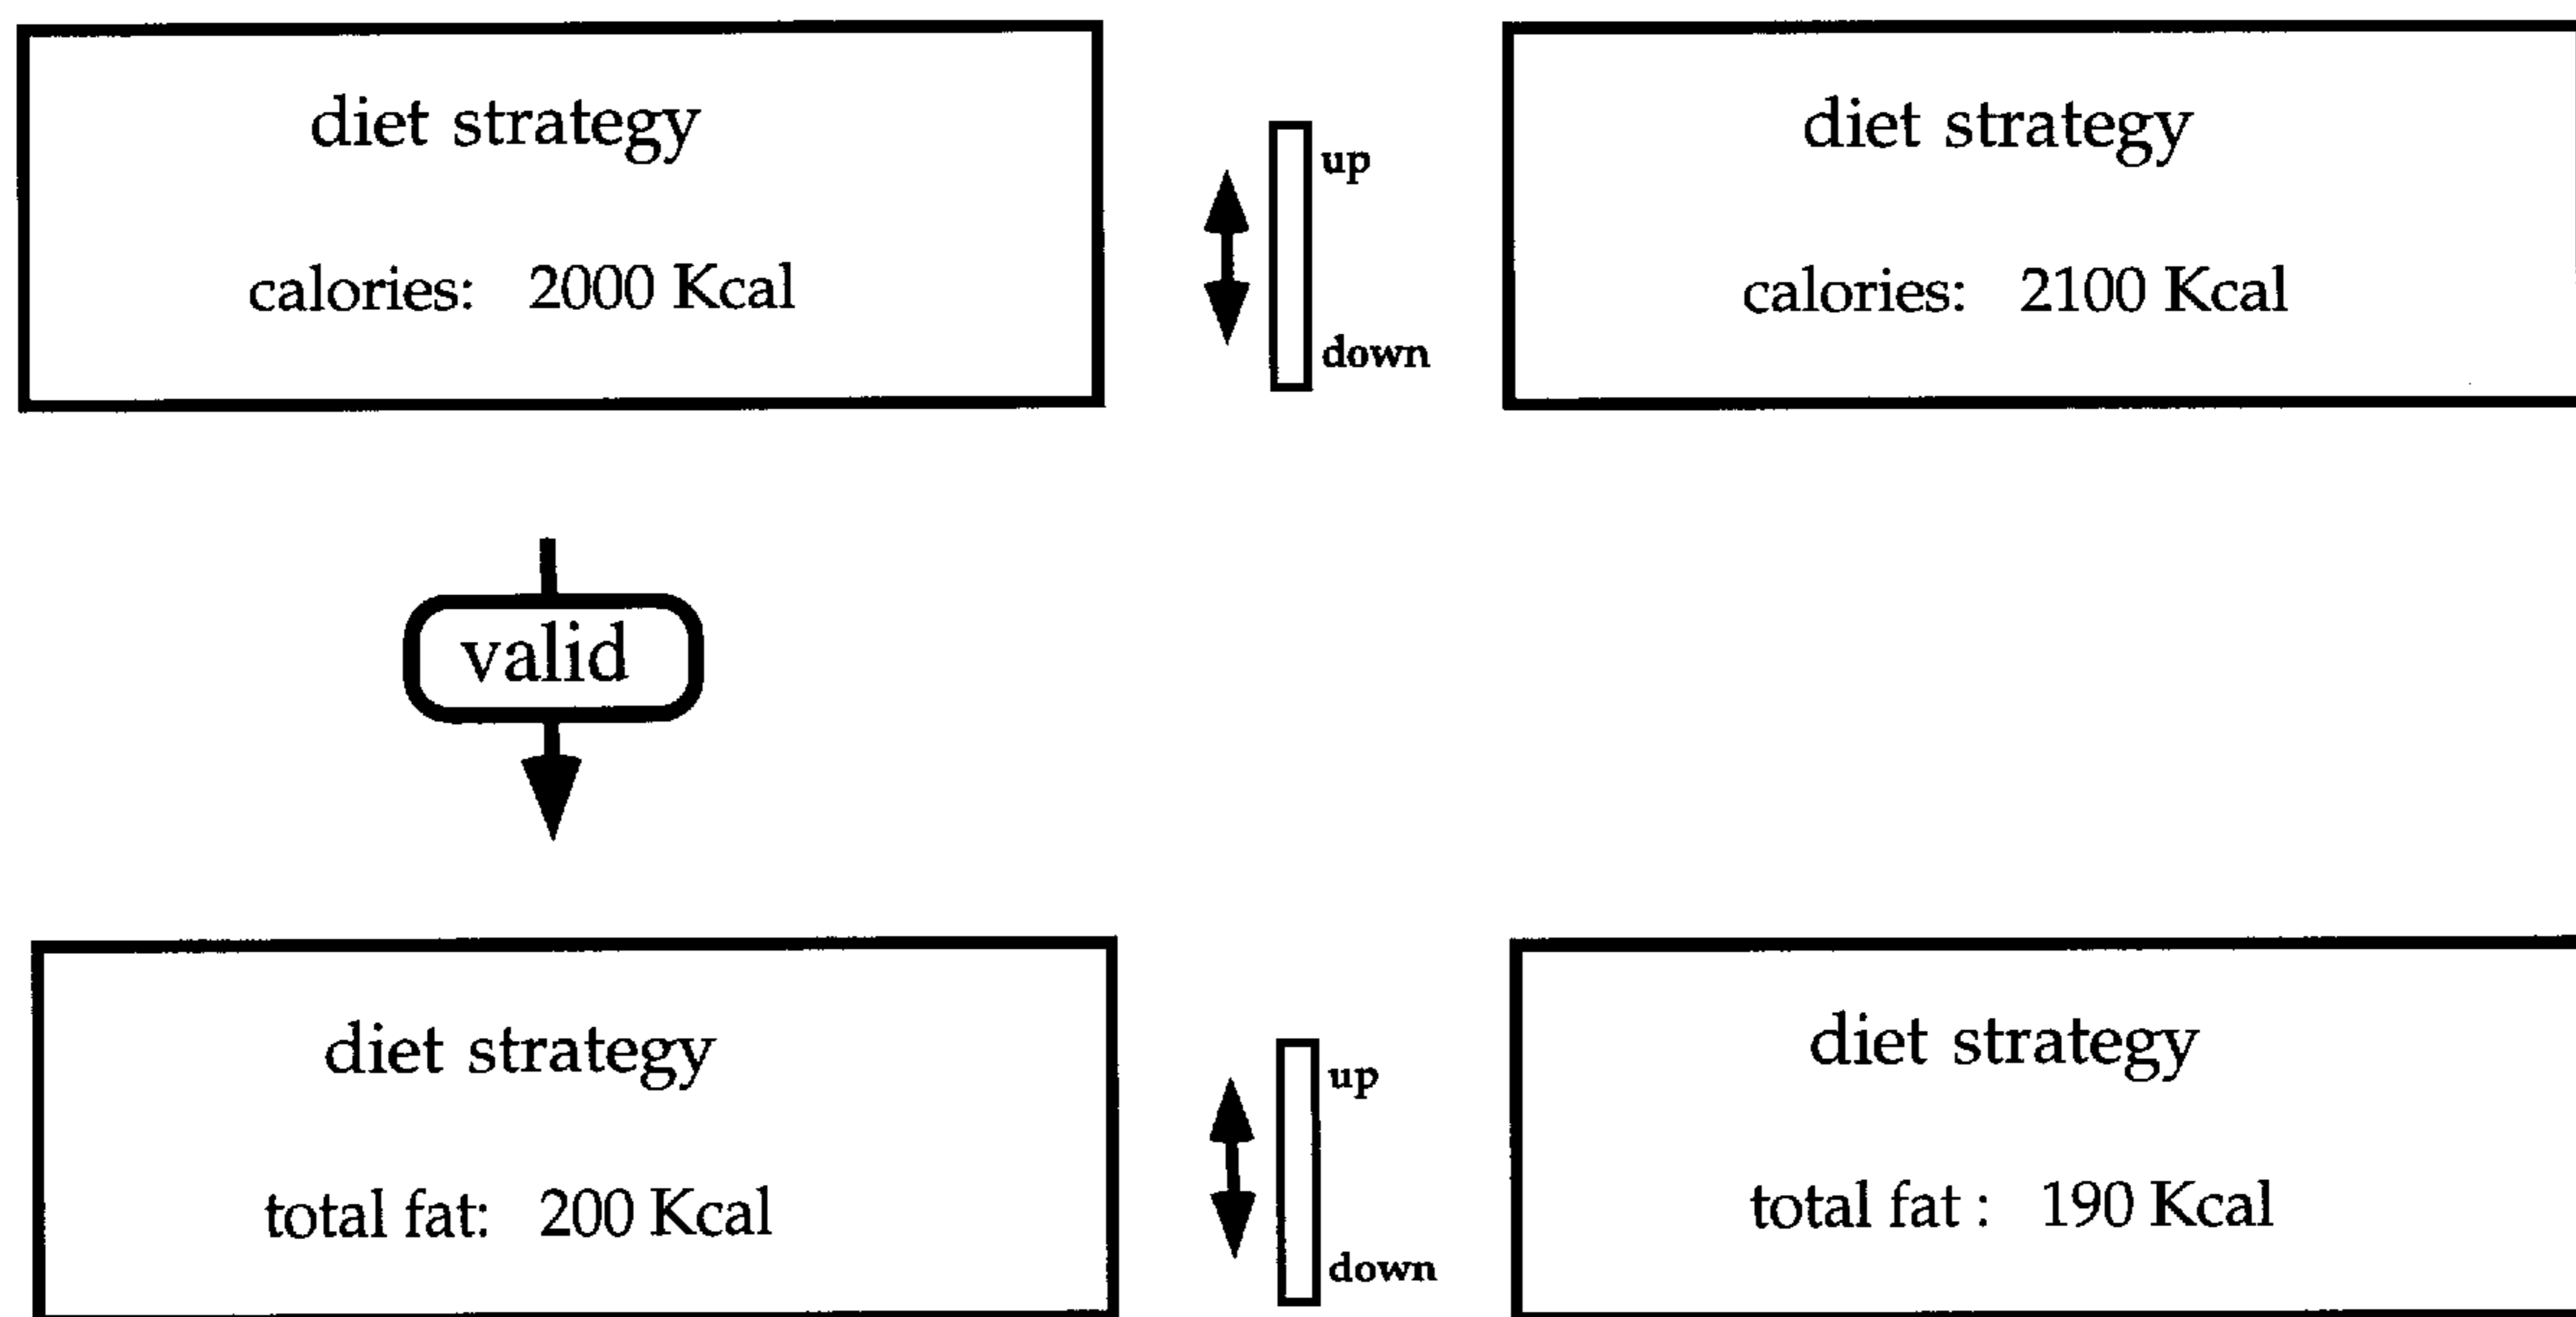 diet strategy
calories: 2000 Kcal
up
down
diet strategy
calories: 2100 Kcal
valid
diet strategy
total fat: 200 Kcal
up
down
diet strategy
total fat : 190 Kcal